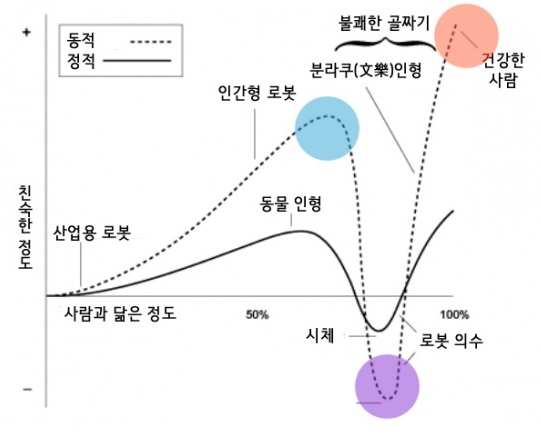 +
동적
정적
불쾌한 골짜기
건강한
사람
분라쿠(文樂)인형
인간형 로봇
동물 인형
산업용 로봇
친숙한 정도
사람과 닮은 정도
50%
100%
시체
로봇 의수
−